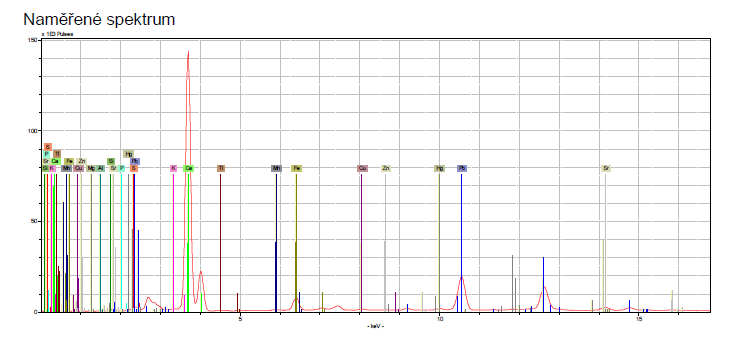 Naměřené spektrum
x 1E3 Pulses
150
100
50
0
S Hg
P Ti
Sr Ca Fe Zn Si Pb
Si K Mn Cu Mg Al Sr P S K Ca Ti Mn Fe Cu Zn Hg Pb Sr
5 10 15
- keV -